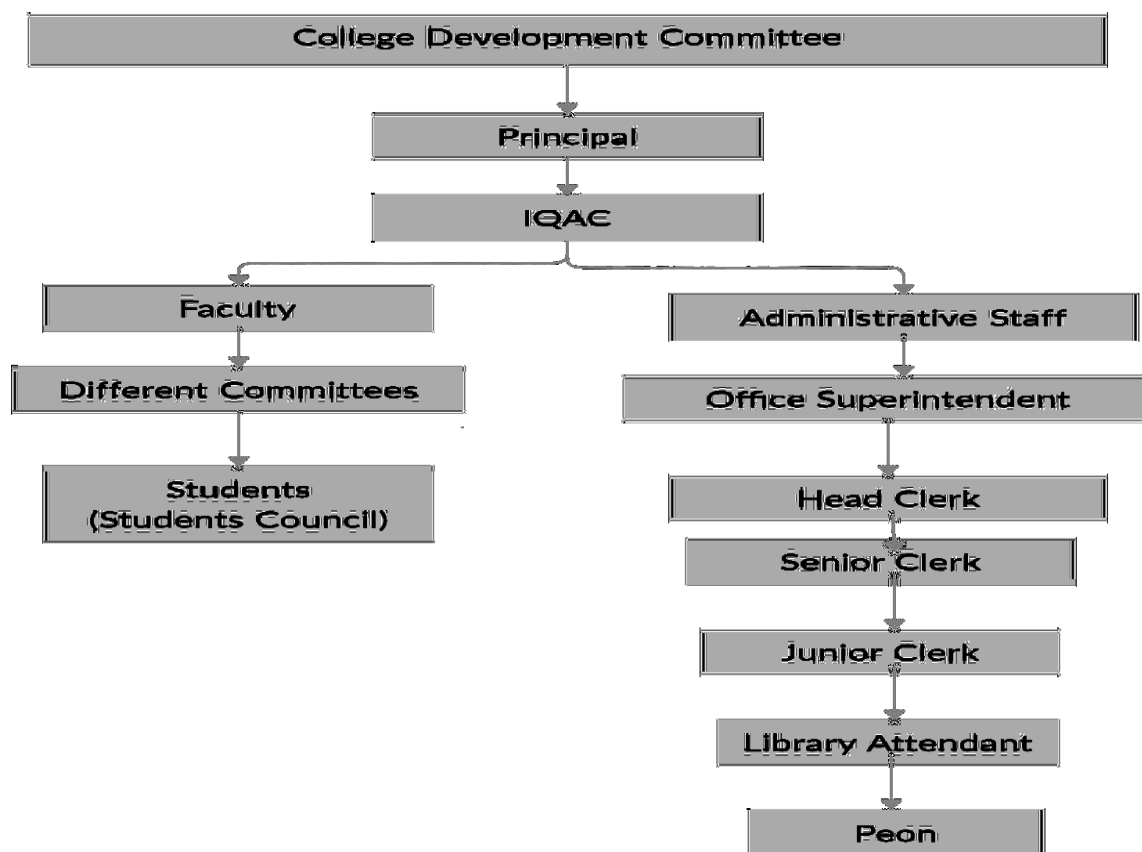 College Development Committee
Principal
IQAC
Faculty
Administrative Staff
Different Committees
Office Superintendent
Students
(Students Council)
Head Clerk
Senior Clerk
Junior Clerk
Library Attendant
Peon